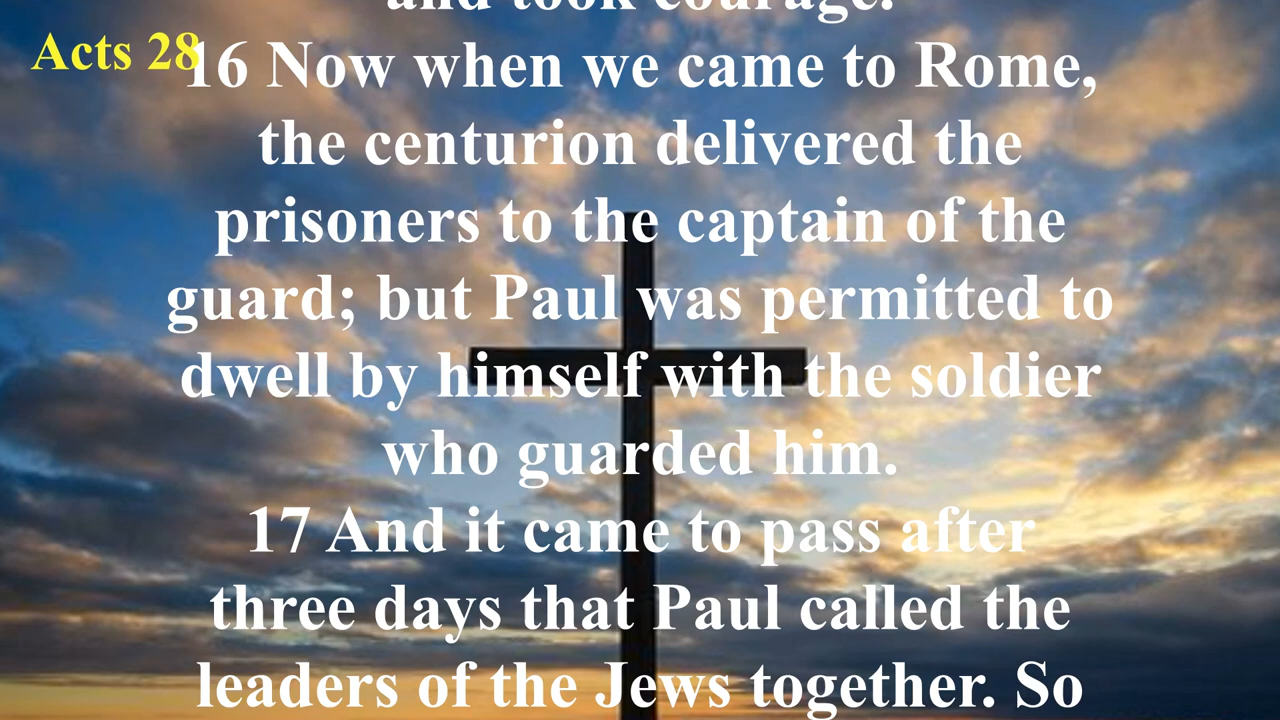 and took courage.
Acts 28
16 Now when we came to Rome,
the centurion delivered the
prisoners to the captain of the
guard; but Paul was permitted to
dwell by himself with the soldier
who guarded him.
17 And it came to pass after
three days that Paul called the
leaders of the Jews together. So